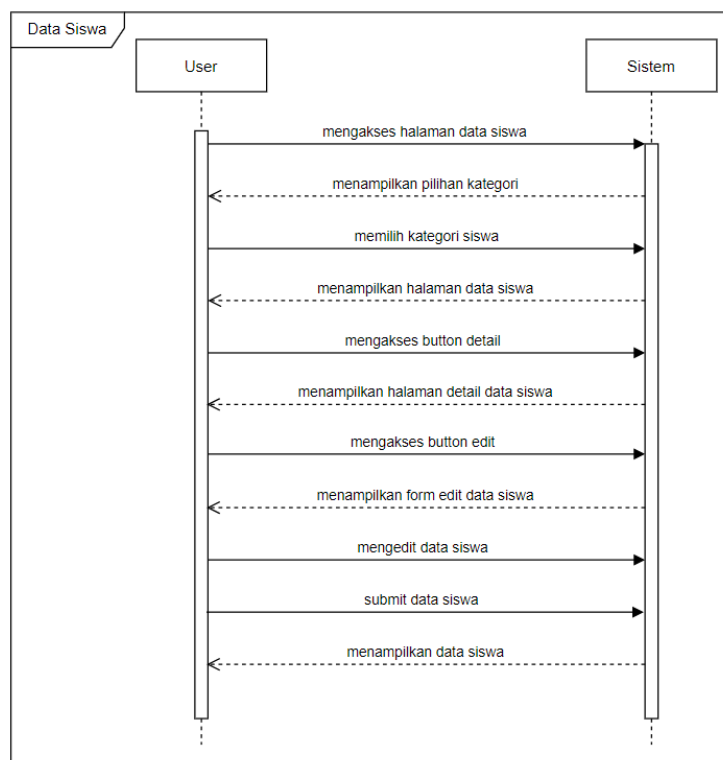 Data Siswa
User
Sistem
mengakses halaman data siswa
menampilkan pilihan kategori
memilih kategori siswa
menampilkan halaman data siswa
mengakses button detail
menampilkan halaman detail data siswa
mengakses button edit
menampilkan form edit data siswa
mengedit data siswa
submit data siswa
menampilkan data siswa